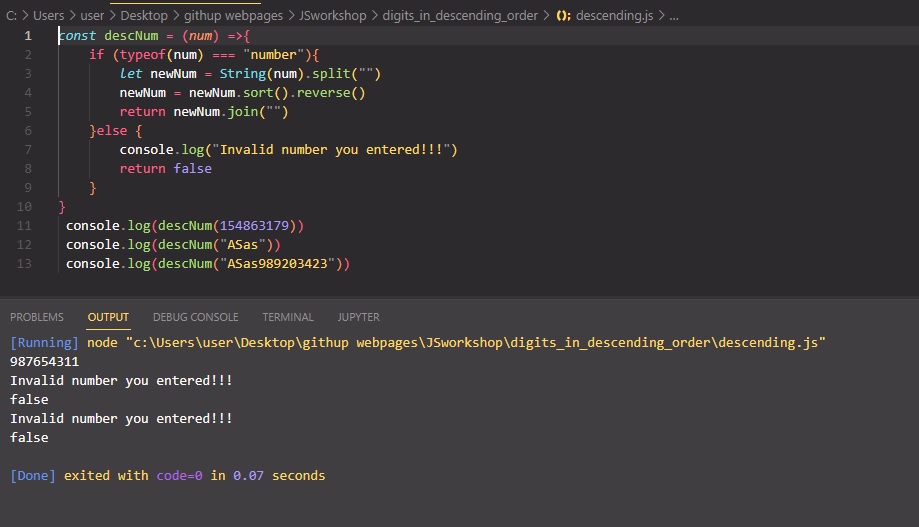 C: > Users > user > Desktop > githup webpages > JSworkshop > digits_in_descending_order > descending.js > ...
1 const descNum = (num) =>{
2 if (typeof(num) === "number"){
3 let newNum = String(num).split("")
4 newNum = newNum.sort().reverse()
5 return newNum.join("")
6 }else {
7 console.log("Invalid number you entered!!!")
8 return false
9 }
10 }
11 console.log(descNum(154863179))
12 console.log(descNum("ASas"))
13 console.log(descNum("ASas989203423"))
PROBLEMS OUTPUT DEBUG CONSOLE TERMINAL JUPYTER
[Running] node "c:\Users\user\Desktop\githup webpages\JSworkshop\digits_in_descending_order\descending.js"
987654311
Invalid number you entered!!!
false
Invalid number you entered!!!
false
[Done] exited with code=0 in 0.07 seconds